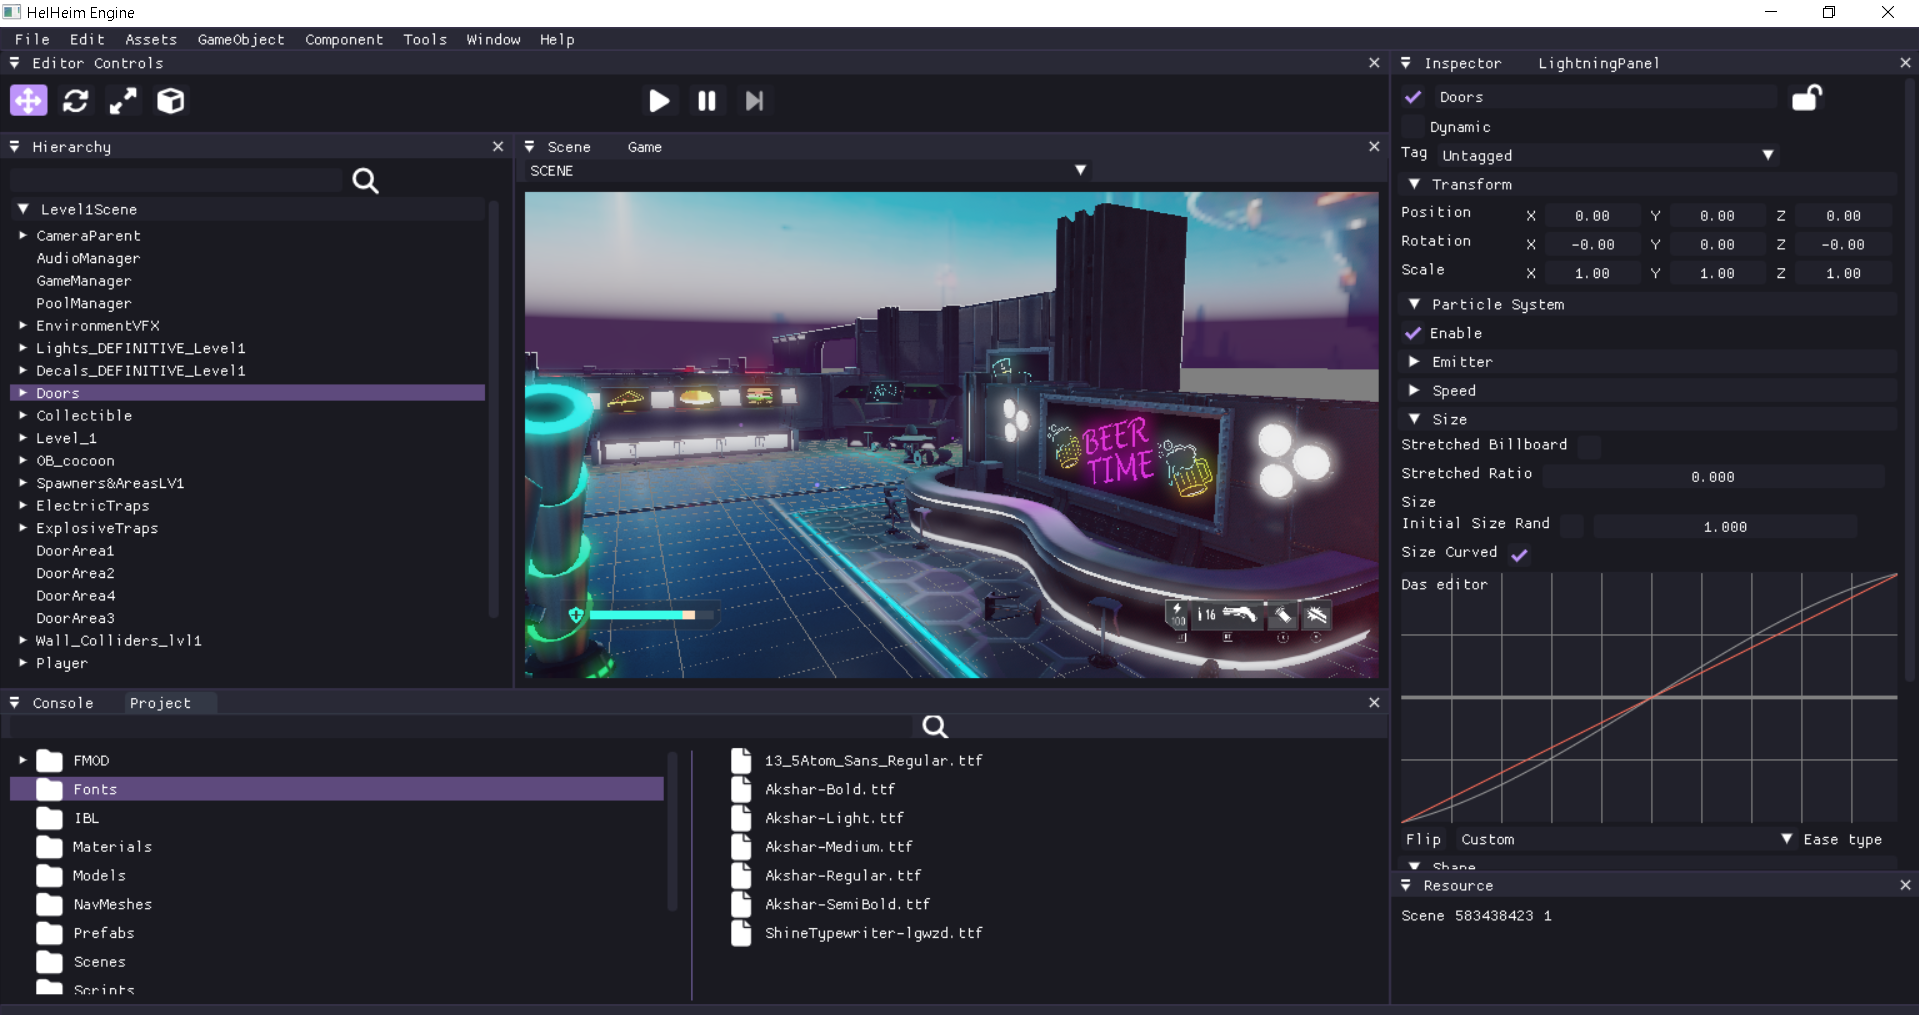 HelHeim Engine
File Edit Assets GameObject Component Tools Window Help
Editor Controls
Hierarchy
Level1Scene
CameraParent
AudioManager
GameManager
PoolManager
EnvironmentVFX
Lights_DEFINITIVE_Level1
Decals_DEFINITIVE_Level1
Doors
Collectible
Level_1
OB_cocoon
Spawners&AreasLV1
ElectricTraps
ExplosiveTraps
DoorArea1
DoorArea2
DoorArea4
DoorArea3
Wall_Colliders_lvl1
Player
Scene Game
SCENE
BEER
TIME
100
16
Console Project
FMOD
Fonts
IBL
Materials
Models
NavMeshes
Prefabs
Scenes
Scripts
13_5Atom_Sans_Regular.ttf
Akshar-Bold.ttf
Akshar-Light.ttf
Akshar-Medium.ttf
Akshar-Regular.ttf
Akshar-SemiBold.ttf
ShineTypewriter-lgwzd.ttf
Inspector LightningPanel
Doors
Dynamic
Tag Untagged
Transform
Position X 0.00 Y 0.00 Z 0.00
Rotation X -0.00 Y 0.00 Z -0.00
Scale X 1.00 Y 1.00 Z 1.00
Particle System
Enable
Emitter
Speed
Size
Stretched Billboard
Stretched Ratio 0.000
Size
Initial Size Rand 1.000
Size Curved
Das editor
Flip Custom Ease type
Shape
Resource
Scene 583438423 1